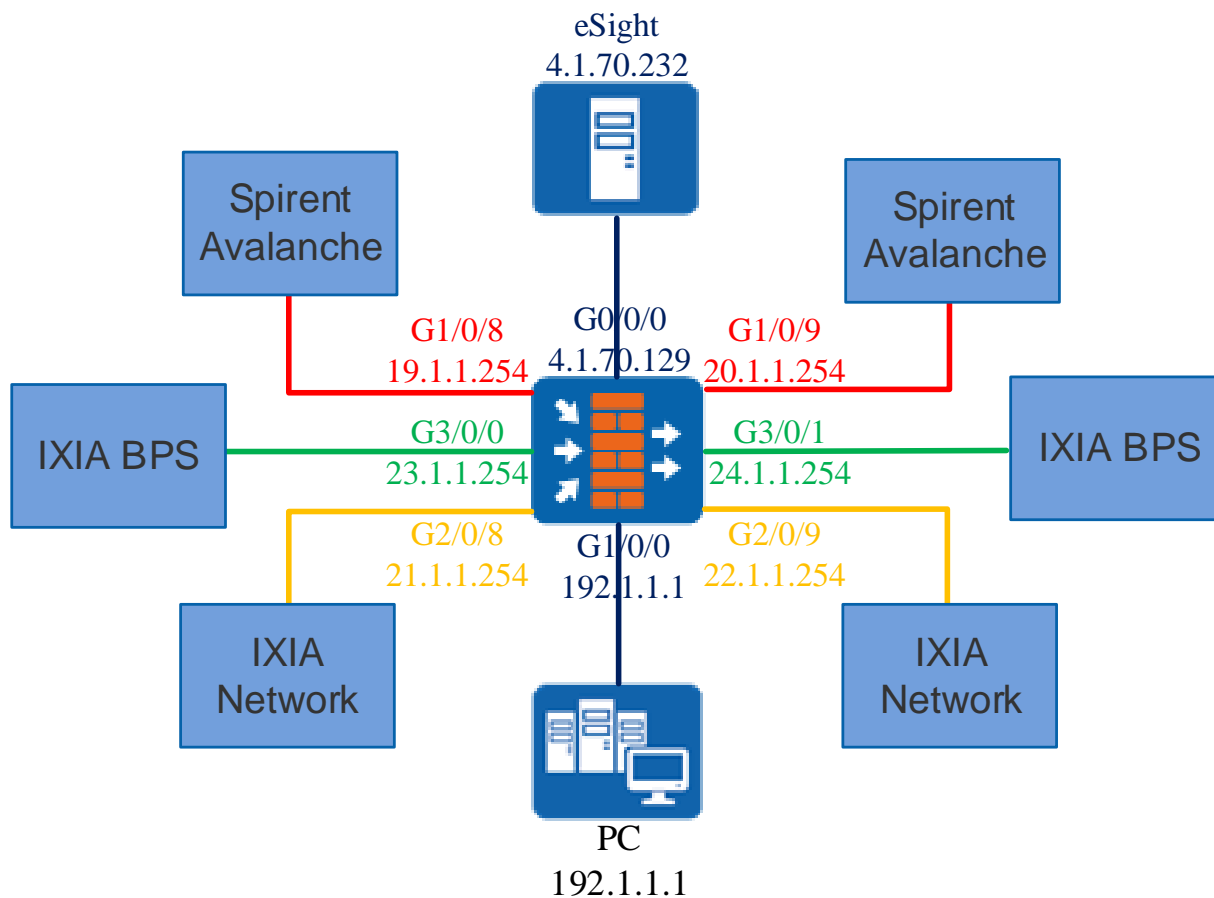 eSight
4.1.70.232
Spirent
Avalanche
Spirent
Avalanche
G1/0/8
19.1.1.254
G0/0/0
4.1.70.129
G1/0/9
20.1.1.254
IXIA BPS
G3/0/0
23.1.1.254
G3/0/1
24.1.1.254
IXIA BPS
G2/0/8
21.1.1.254
G1/0/0
192.1.1.1
G2/0/9
22.1.1.254
IXIA
Network
IXIA
Network
PC
192.1.1.1